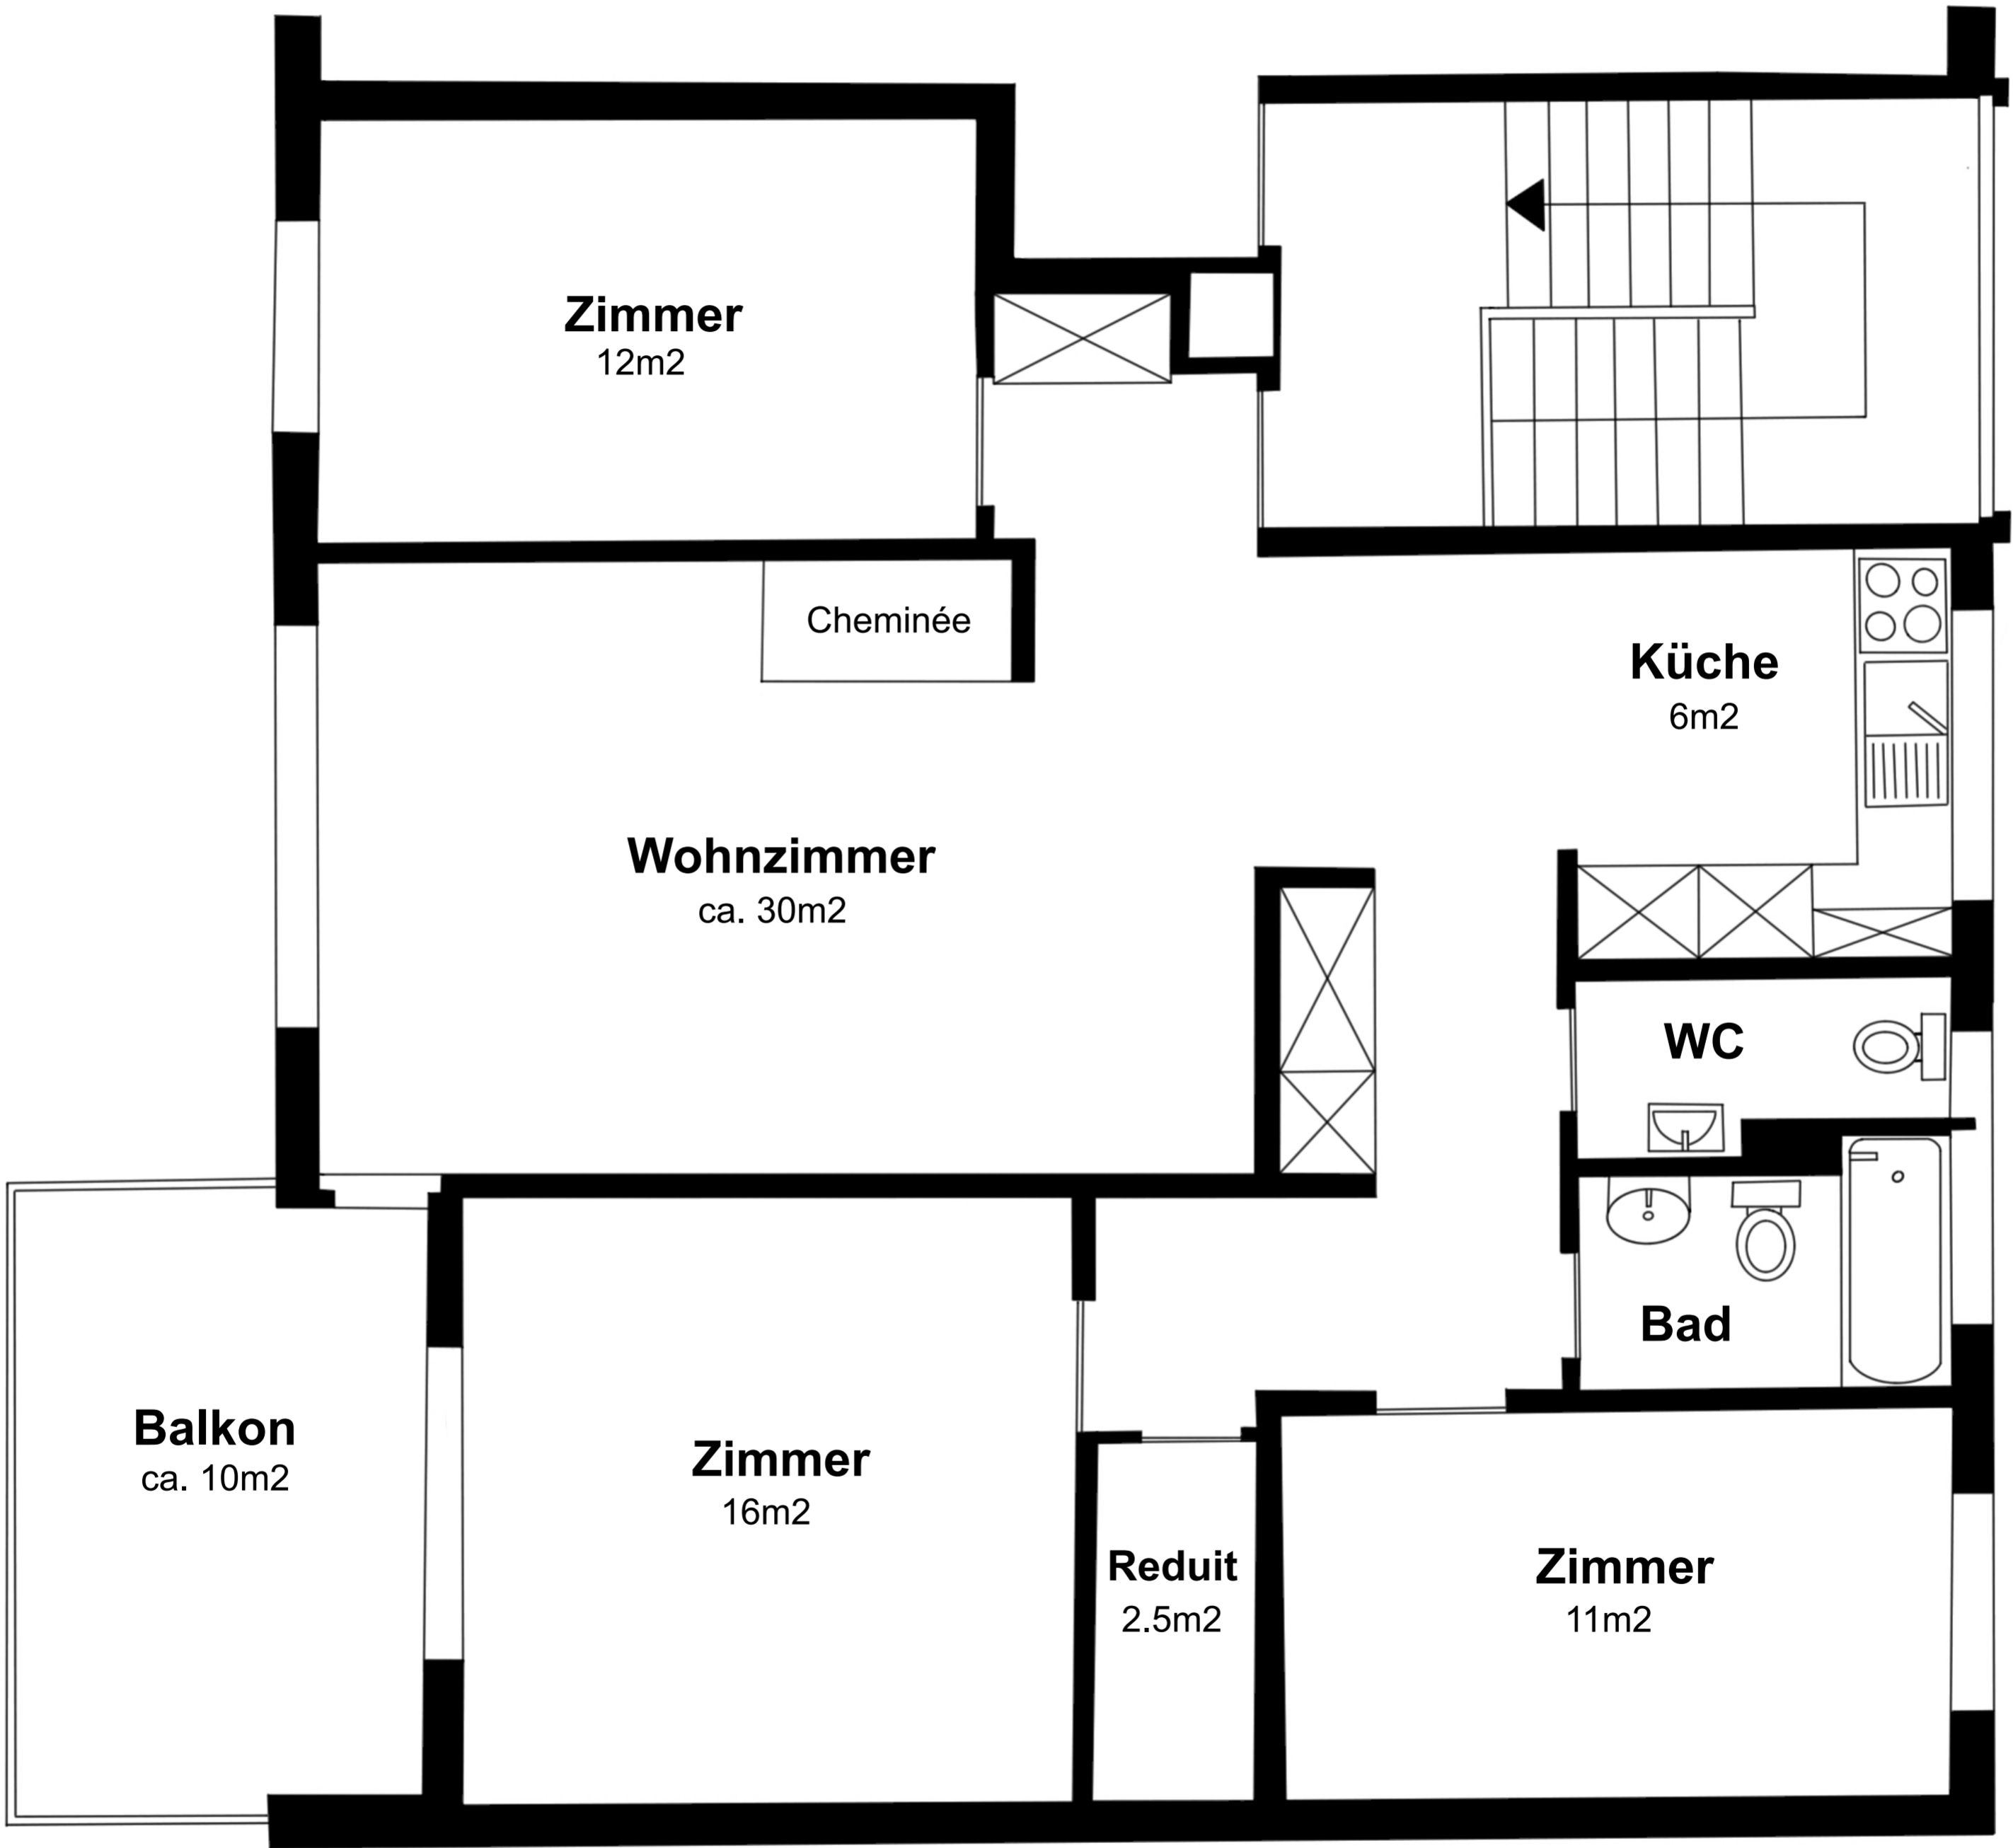 Zimmer
12m2
Cheminée
Küche
6m2
Wohnzimmer
ca. 30m2
WC
Bad
Balkon
ca. 10m2
Zimmer
16m2
Reduit
2.5m2
Zimmer
11m2